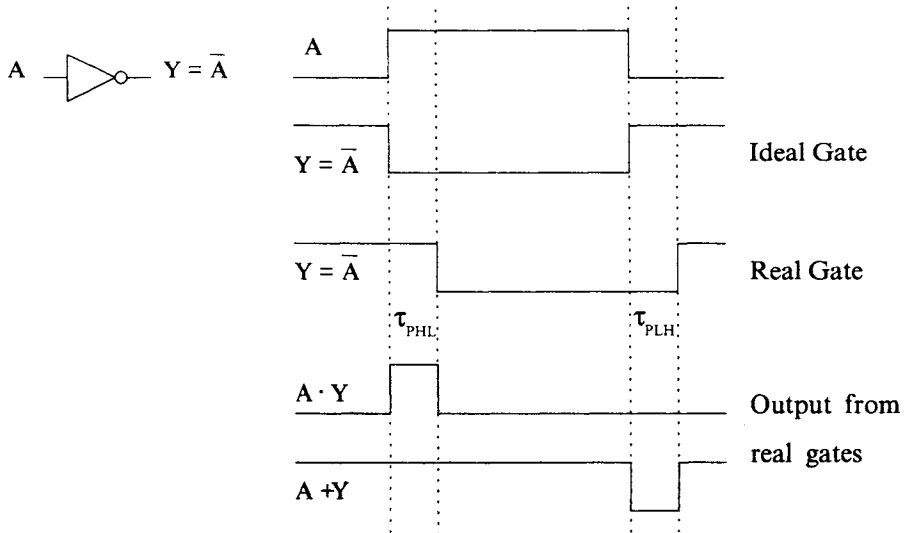 A
Y = A̅
A
Y = A̅
Ideal Gate
Y = A̅
Real Gate
τPHL
τPLH
A · Y
Output from
real gates
A +Y